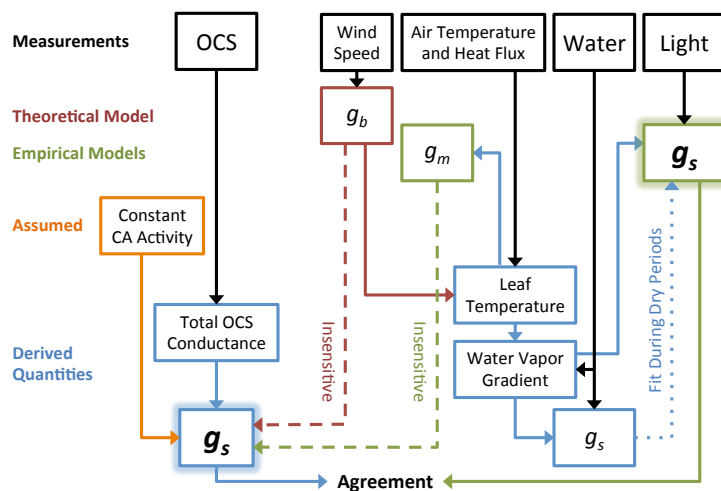 Measurements
OCS
Wind
Speed
Air Temperature
and Heat Flux
Water
Light
Theoretical Model
Empirical Models
g_b
g_m
g_s
Assumed
Constant
CA Activity
Leaf
Temperature
Total OCS
Conductance
Derived
Quantities
Insensitive
Insensitive
Water Vapor
Gradient
Fit During Dry Periods
g_s
g_s
Agreement